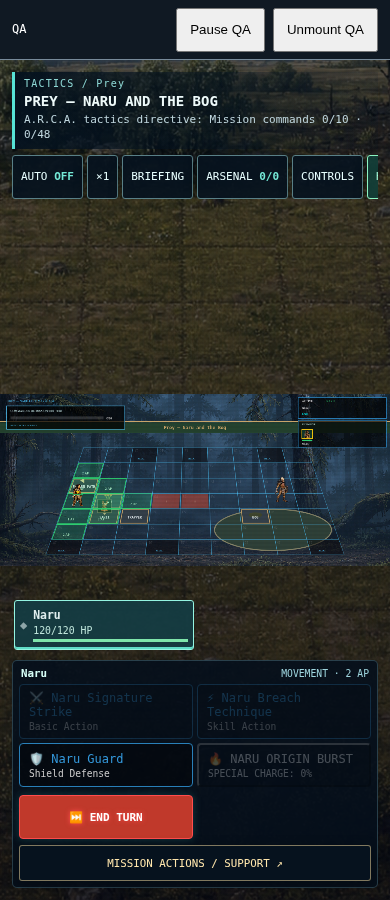 QA
Pause QA
Unmount QA
TACTICS / Prey
PREY — NARU AND THE BOG
A.R.C.A. tactics directive: Mission commands 0/10 ·
0/48
AUTO OFF
×1
BRIEFING
ARSENAL 0/0
CONTROLS
Prey — Naru and the Bog
TRAPPER
BOG
Naru
120/120 HP
Naru
MOVEMENT · 2 AP
⚔️ Naru Signature
Strike
Basic Action
⚡ Naru Breach
Technique
Skill Action
🛡️ Naru Guard
Shield Defense
🔥 NARU ORIGIN BURST
SPECIAL CHARGE: 0%
⏩ END TURN
MISSION ACTIONS / SUPPORT ↗